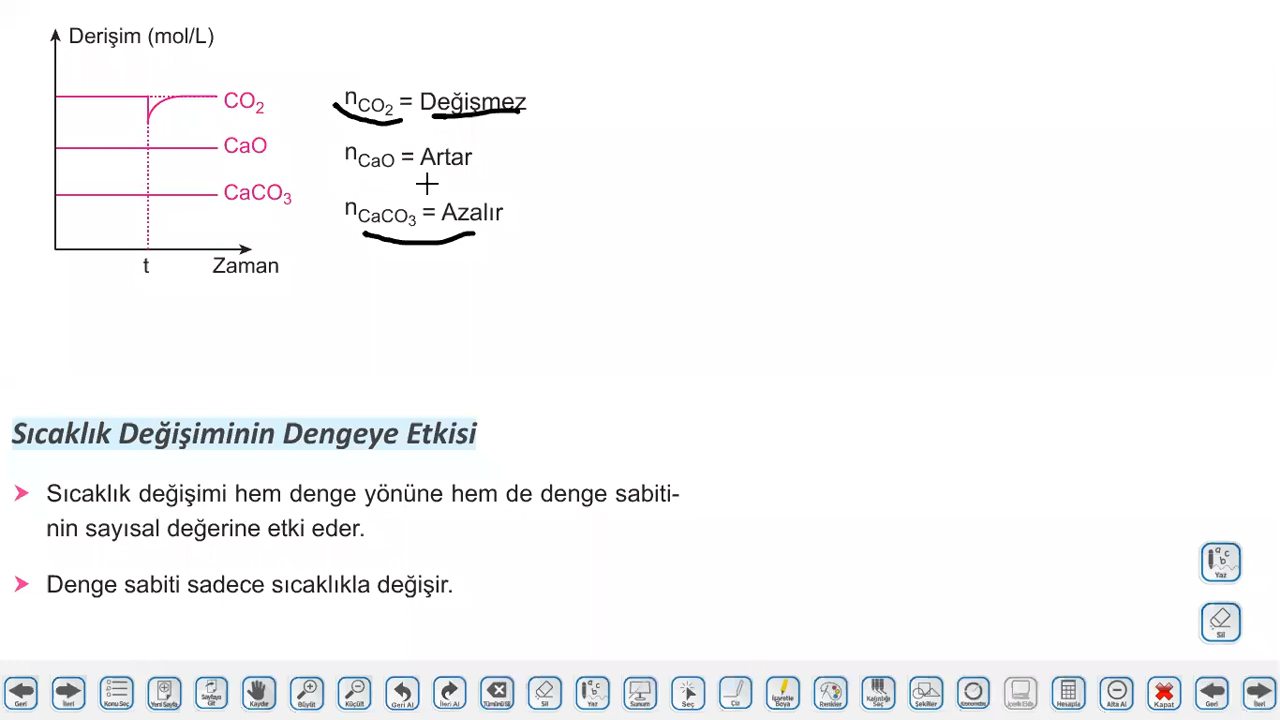 Derişim (mol/L)
CO2
CaO
CaCO3
t
Zaman
nCO2 = Değişmez
nCaO = Artar
nCaCO3 = Azalır
Sıcaklık Değişiminin Dengeye Etkisi
Sıcaklık değişimi hem denge yönüne hem de denge sabiti-
nin sayısal değerine etki eder.
Denge sabiti sadece sıcaklıkla değişir.
a b c
Yaz
Sil
Geri
İleri
Konu Seç
Yeni Sayfa
Sayfaya Git
Kaydır
Büyült
Küçült
Geri Al
İleri Al
Tümünü Sil
Sil
Yaz
Sunum
Seç
Çiz
İşaretle Boya
Renkler
Kalınlığı Seç
Şekiller
İçerik Ekle
Hesapla
Alta Al
Kapat
Geri
İleri